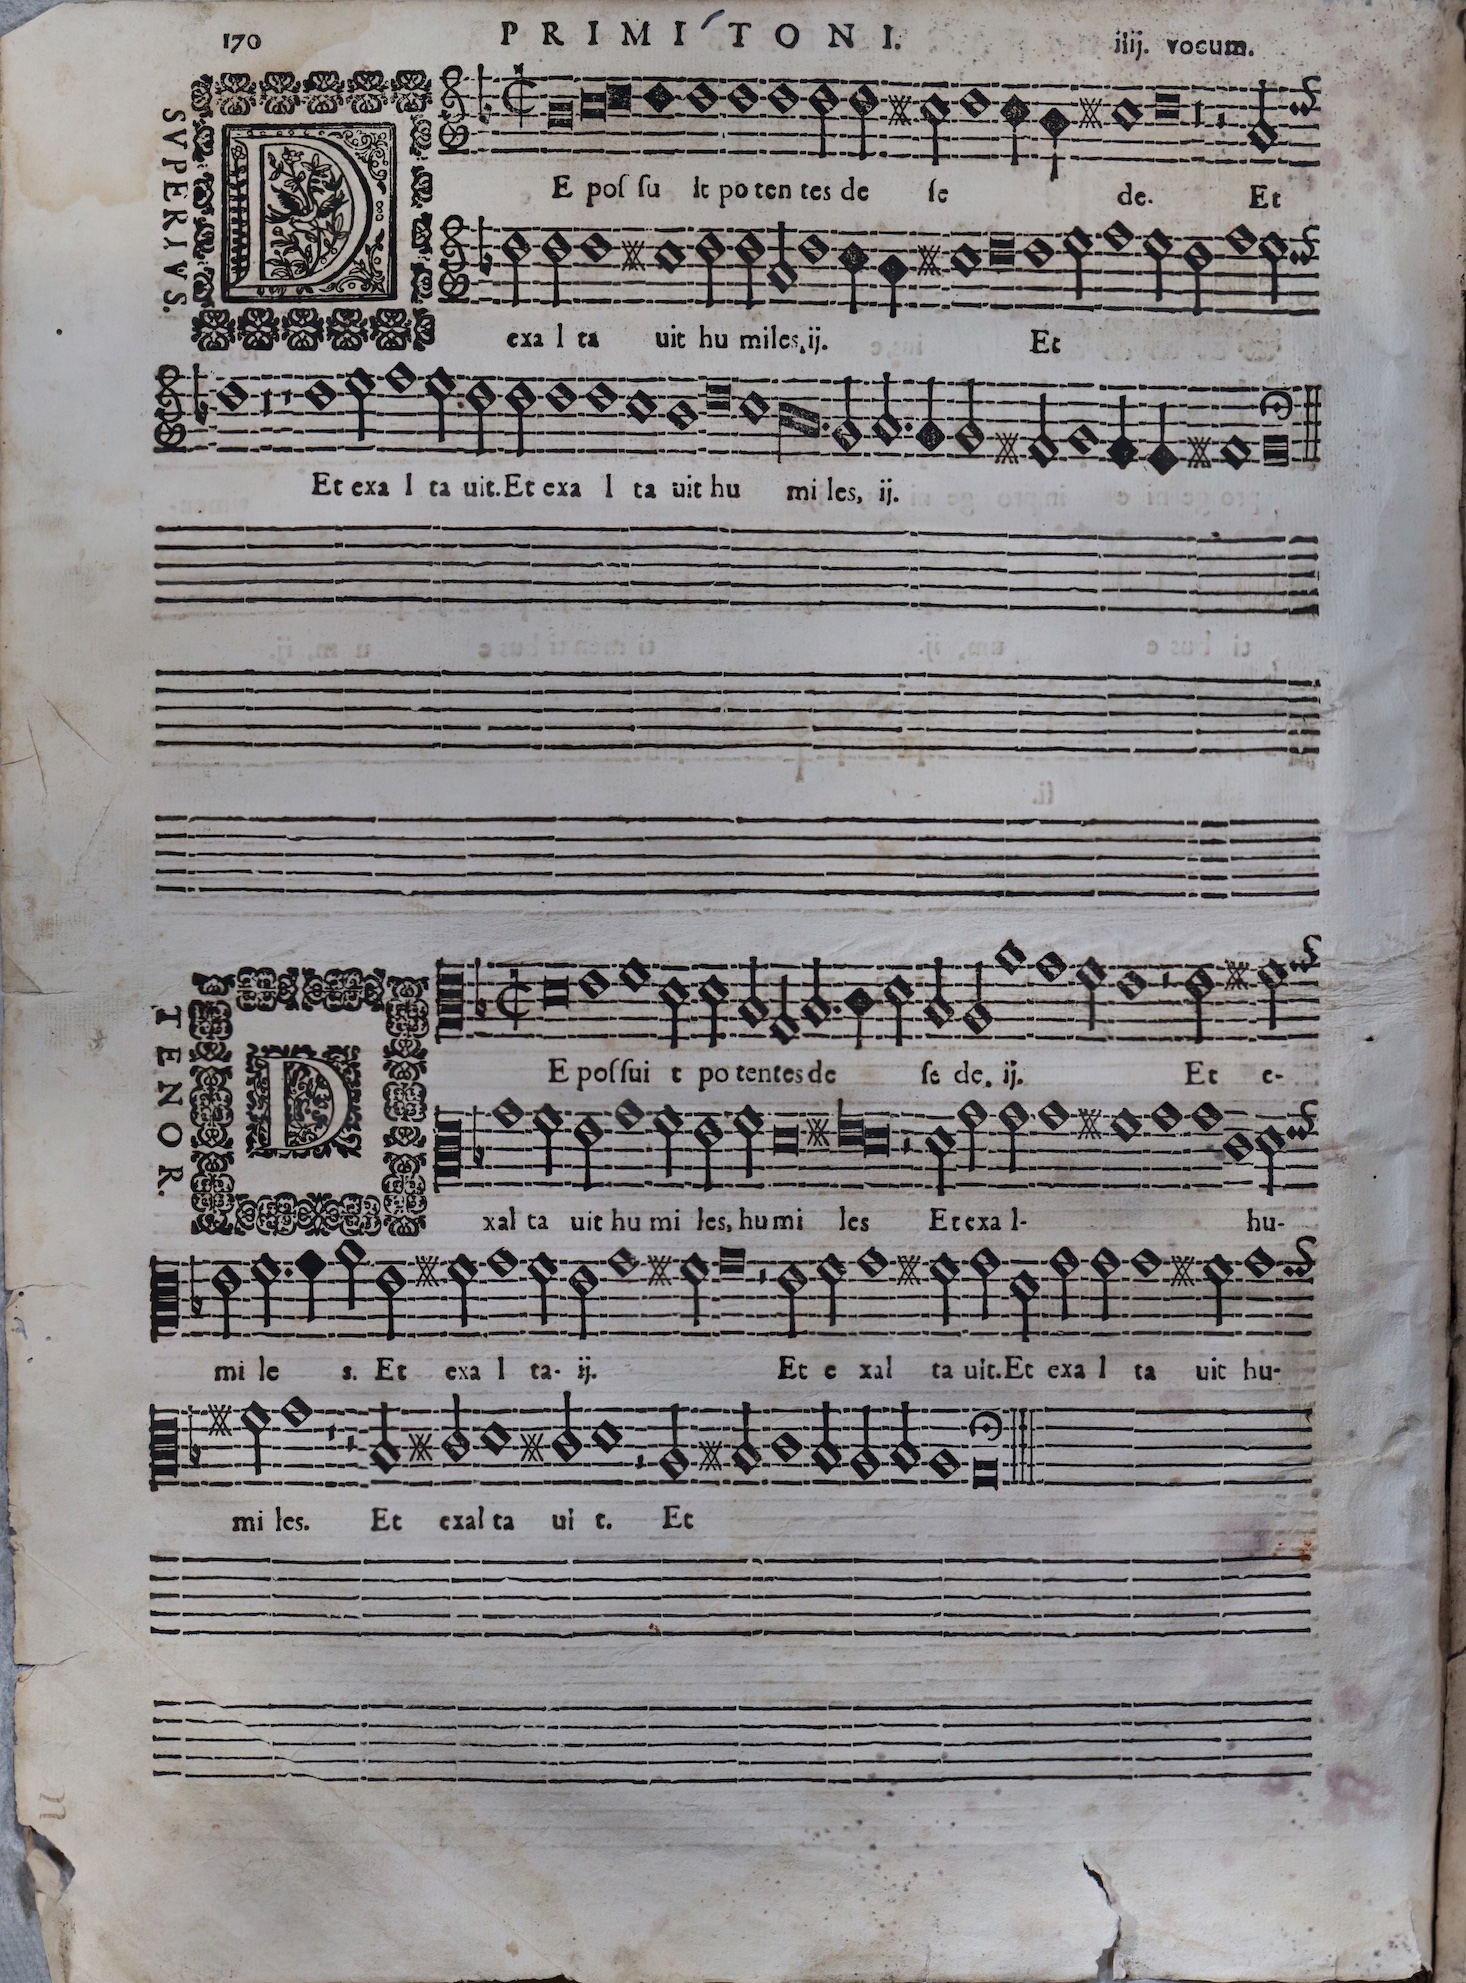 170 PRIMI TONI. iiij. vocum.
SVPERIVS.
DE poſ ſu it po ten tes de ſe de. Et
exa l ta uit hu miles, ij. Et
Et exa l ta uit. Et exa l ta uit hu mi les, ij.
TENOR.
DE poſſui t po tentes de ſe de, ij. Et e-
xal ta uit hu mi les, hu mi les Et exa l- hu-
mi le s. Et exa l ta- ij. Et e xal ta uit. Et exa l ta uit hu-
mi les. Et exal ta ui t. Et